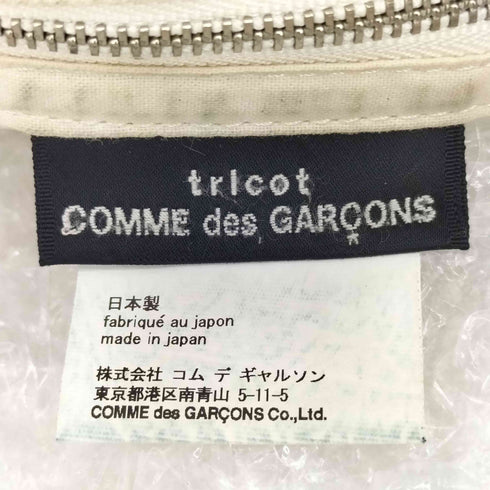 tricot
COMME des GARÇONS
日本製
fabriqué au japon
made in japan
株式会社 コム デ ギャルソン
東京都港区南青山 5-11-5
COMME des GARÇONS Co.,Ltd.